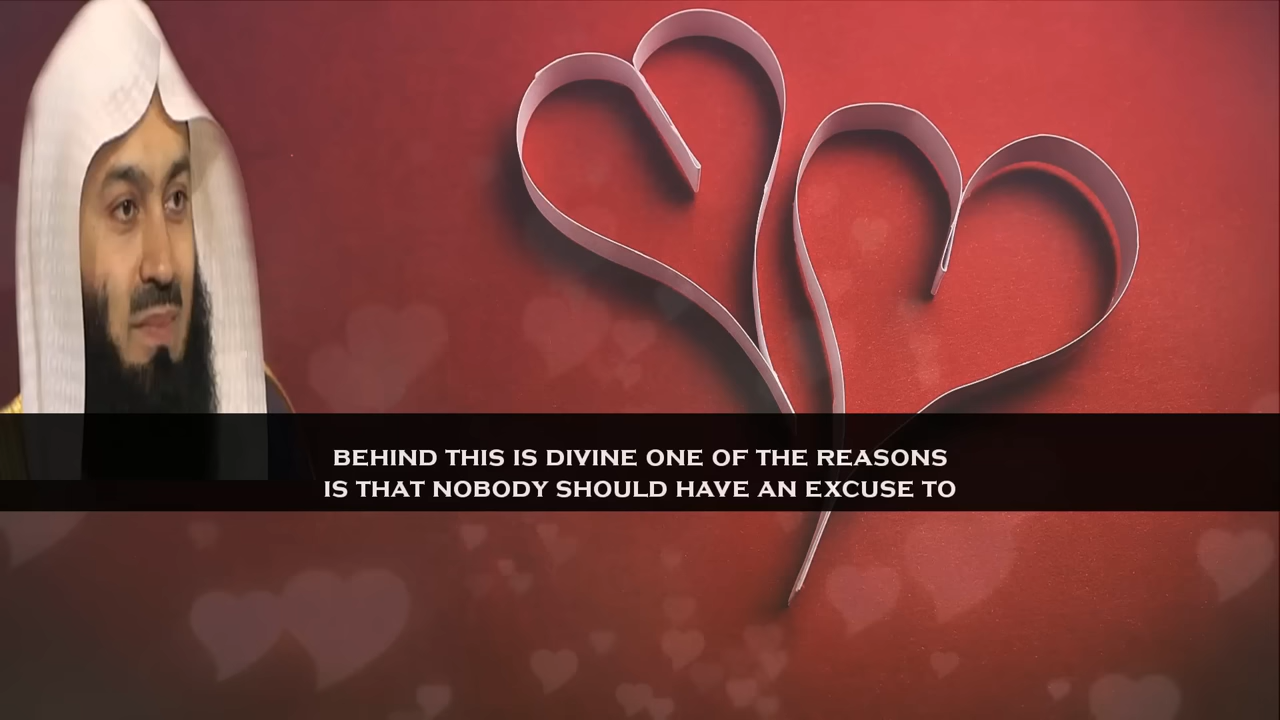 BEHIND THIS IS DIVINE ONE OF THE REASONS
IS THAT NOBODY SHOULD HAVE AN EXCUSE TO